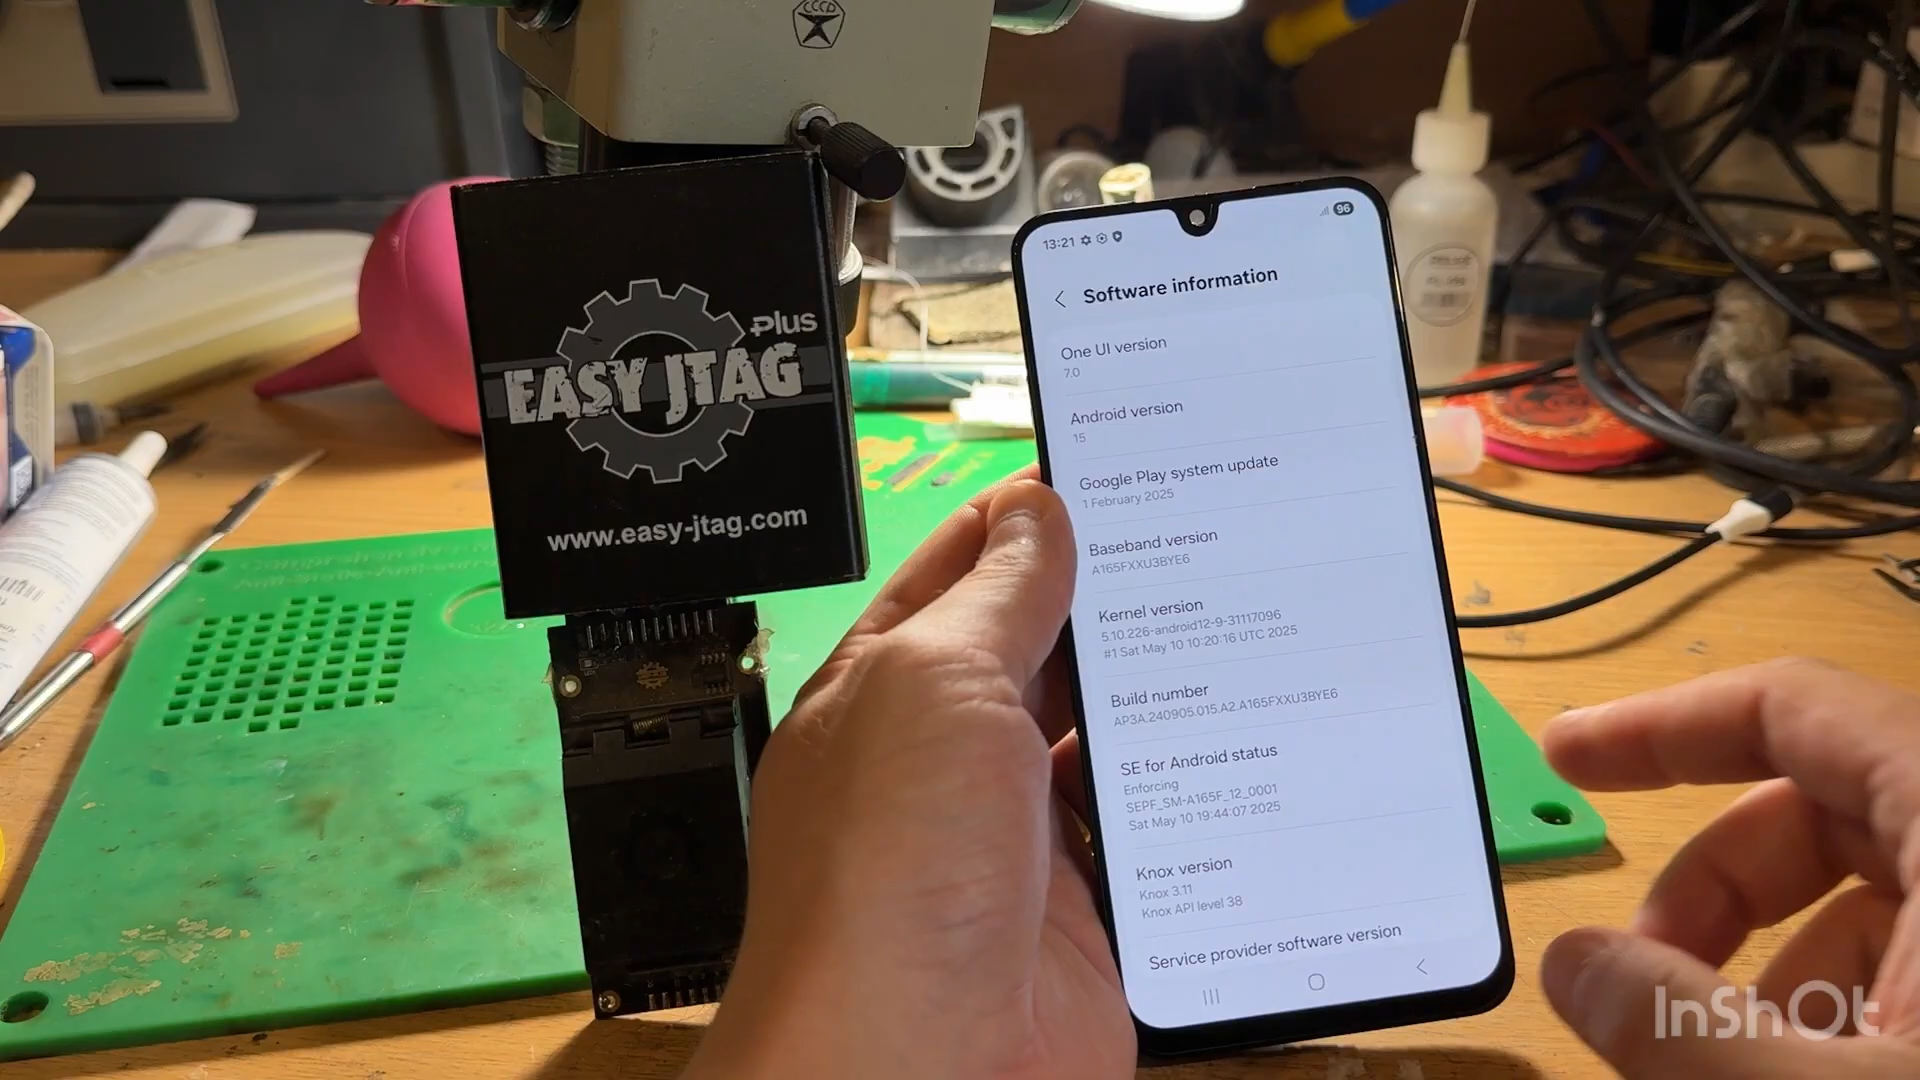 СССР
Plus
EASY JTAG
www.easy-jtag.com
13:21
96
Software information
One UI version
7.0
Android version
15
Google Play system update
1 February 2025
Baseband version
A165FXXU3BYE6
Kernel version
5.10.226-android12-9-31117096
#1 Sat May 10 10:20:16 UTC 2025
Build number
AP3A.240905.015.A2.A165FXXU3BYE6
SE for Android status
Enforcing
SEPF_SM-A165F_12_0001
Sat May 10 19:44:07 2025
Knox version
Knox 3.11
Knox API level 38
Service provider software version
InShOt